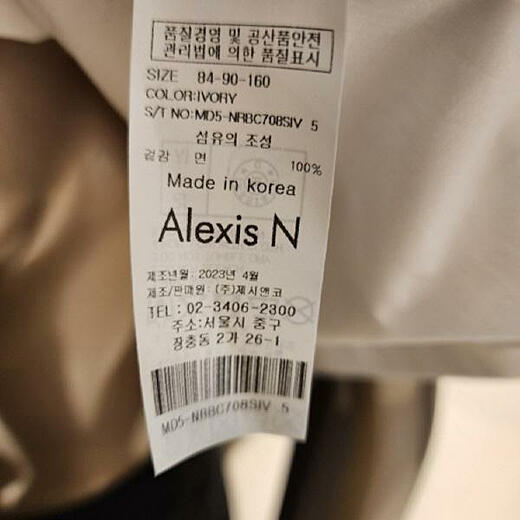 품질경영 및 공산품안전
관리법에 의한 품질표시
SIZE 84-90-160
COLOR:IVORY
S/T NO:MD5-NRBC708SIV 5
섬유의 조성
겉감 면 100%
Made in korea
Alexis N
제조년월: 2023년 4월
제조/판매원: (주)제시앤코
TEL : 02-3406-2300
주소:서울시 중구
장충동 2가 26-1
MD5-NRBC708SIV 5